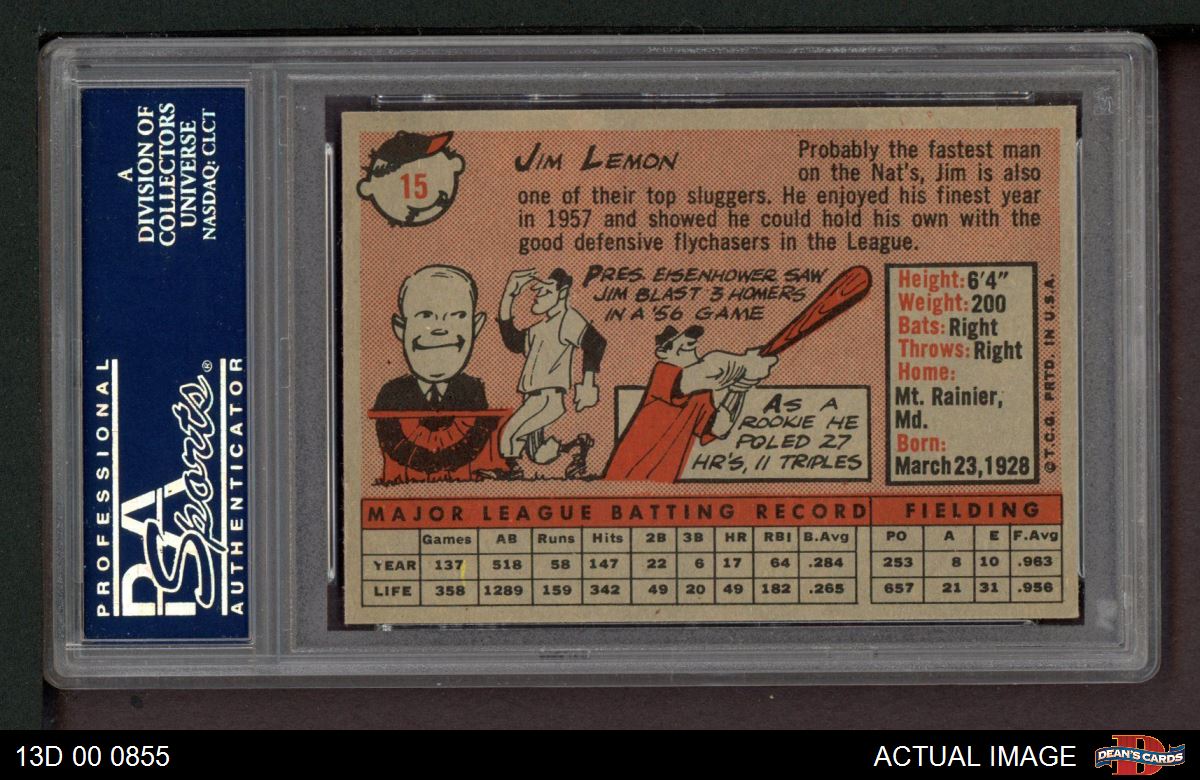 A
DIVISION OF
COLLECTORS
UNIVERSE
NASDAQ: CLCT
PROFESSIONAL
PSA
Sports®
AUTHENTICATOR
15
JIM LEMON
Probably the fastest man
on the Nat's, Jim is also
one of their top sluggers. He enjoyed his finest year
in 1957 and showed he could hold his own with the
good defensive flychasers in the League.
PRES. EISENHOWER SAW
JIM BLAST 3 HOMERS
IN A '56 GAME
AS A
ROOKIE HE
POLED 27
HR'S, 11 TRIPLES
Height: 6'4"
Weight: 200
Bats: Right
Throws: Right
Home:
Mt. Rainier,
Md.
Born:
March 23, 1928
© T.C.G. PRTD. IN U.S.A.
MAJOR LEAGUE BATTING RECORD FIELDING
Games AB Runs Hits 2B 3B HR RBI B.Avg PO A E F.Avg
YEAR 137 518 58 147 22 6 17 64 .284 253 8 10 .963
LIFE 358 1289 159 342 49 20 49 182 .265 657 21 31 .956
13D 00 0855
ACTUAL IMAGE
D
DEAN'S CARDS